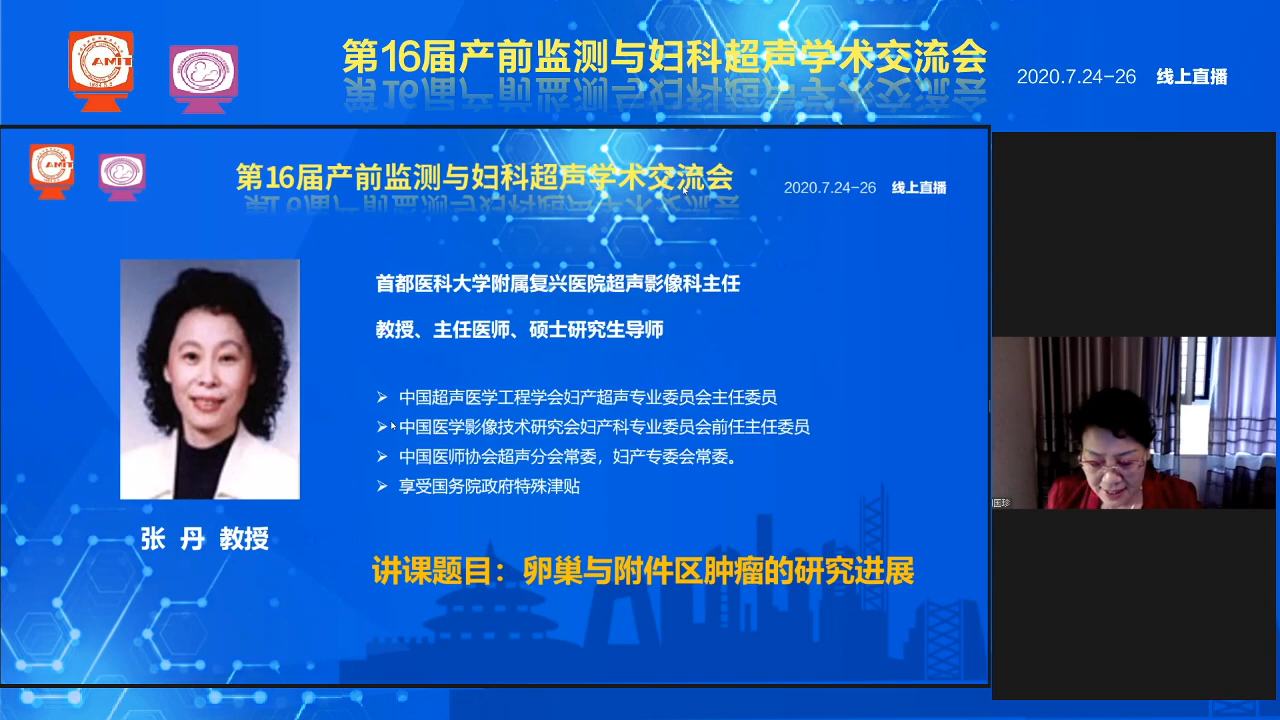 AMIT
第16届产前监测与妇科超声学术交流会
2020.7.24-26 线上直播
AMIT
第16届产前监测与妇科超声学术交流会
2020.7.24-26 线上直播
首都医科大学附属复兴医院超声影像科主任
教授、主任医师、硕士研究生导师
➢ 中国超声医学工程学会妇产超声专业委员会主任委员
➢ 中国医学影像技术研究会妇产科专业委员会前任主任委员
➢ 中国医师协会超声分会常委，妇产专委会常委。
➢ 享受国务院政府特殊津贴
张 丹 教授
讲课题目：卵巢与附件区肿瘤的研究进展
国珍